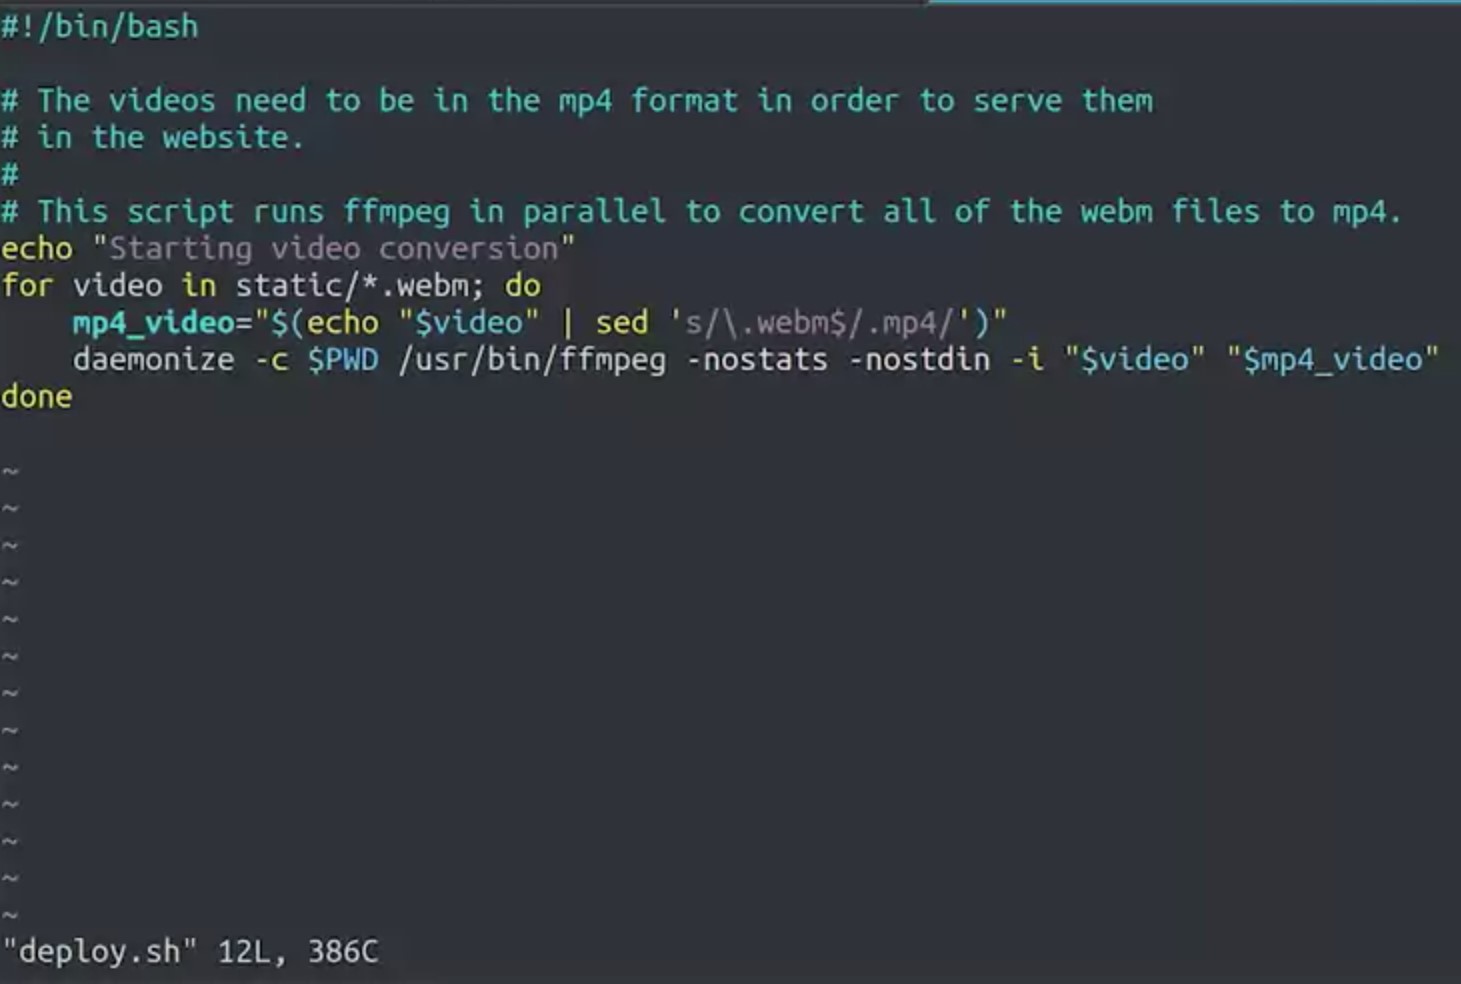 #!/bin/bash
# The videos need to be in the mp4 format in order to serve them
# in the website.
#
# This script runs ffmpeg in parallel to convert all of the webm files to mp4.
echo "Starting video conversion"
for video in static/*.webm; do
    mp4_video="$(echo "$video" | sed 's/\.webm$/.mp4/')"
    daemonize -c $PWD /usr/bin/ffmpeg -nostats -nostdin -i "$video" "$mp4_video"
done
~
~
~
~
~
~
~
~
~
~
~
~
~
"deploy.sh" 12L, 386C